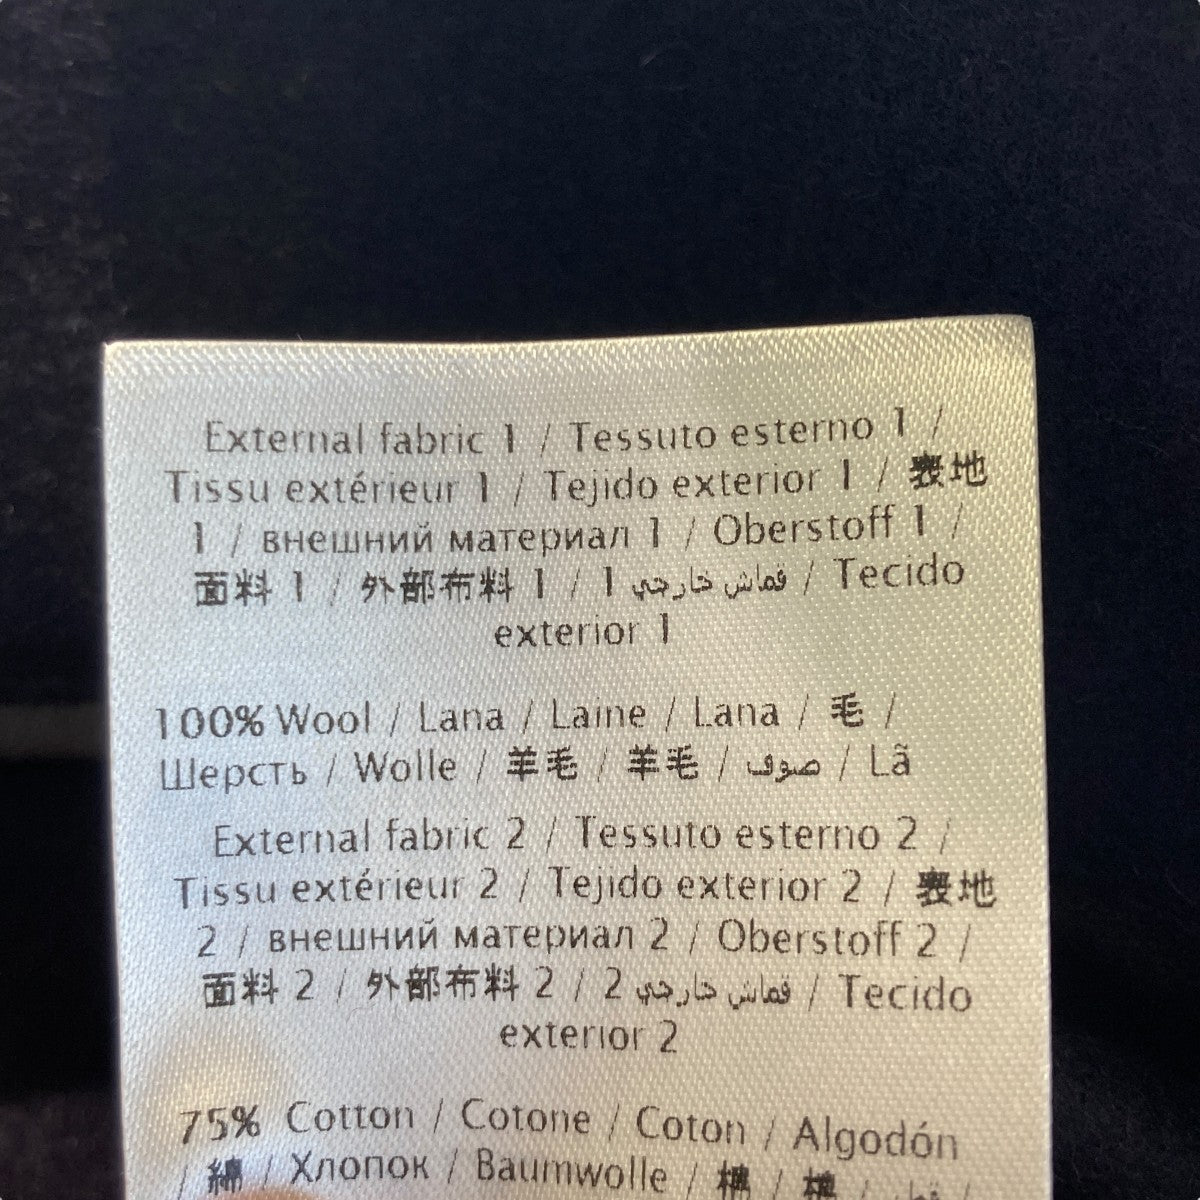 External fabric 1 / Tessuto esterno 1 /
Tissu extérieur 1 / Tejido exterior 1 / 表地
1 / внешний материал 1 / Oberstoff 1 /
面料 1 / 外部布料 1 / 1 قماش خارجي / Tecido
exterior 1
100% Wool / Lana / Laine / Lana / 毛 /
Шерсть / Wolle / 羊毛 / 羊毛 / صوف / Lã
External fabric 2 / Tessuto esterno 2 /
Tissu extérieur 2 / Tejido exterior 2 / 表地
2 / внешний материал 2 / Oberstoff 2 /
面料 2 / 外部布料 2 / 2 قماش خارجي / Tecido
exterior 2
75% Cotton / Cotone / Coton / Algodón
/ 綿 / Хлопок / Baumwolle / 棉 / 棉 /